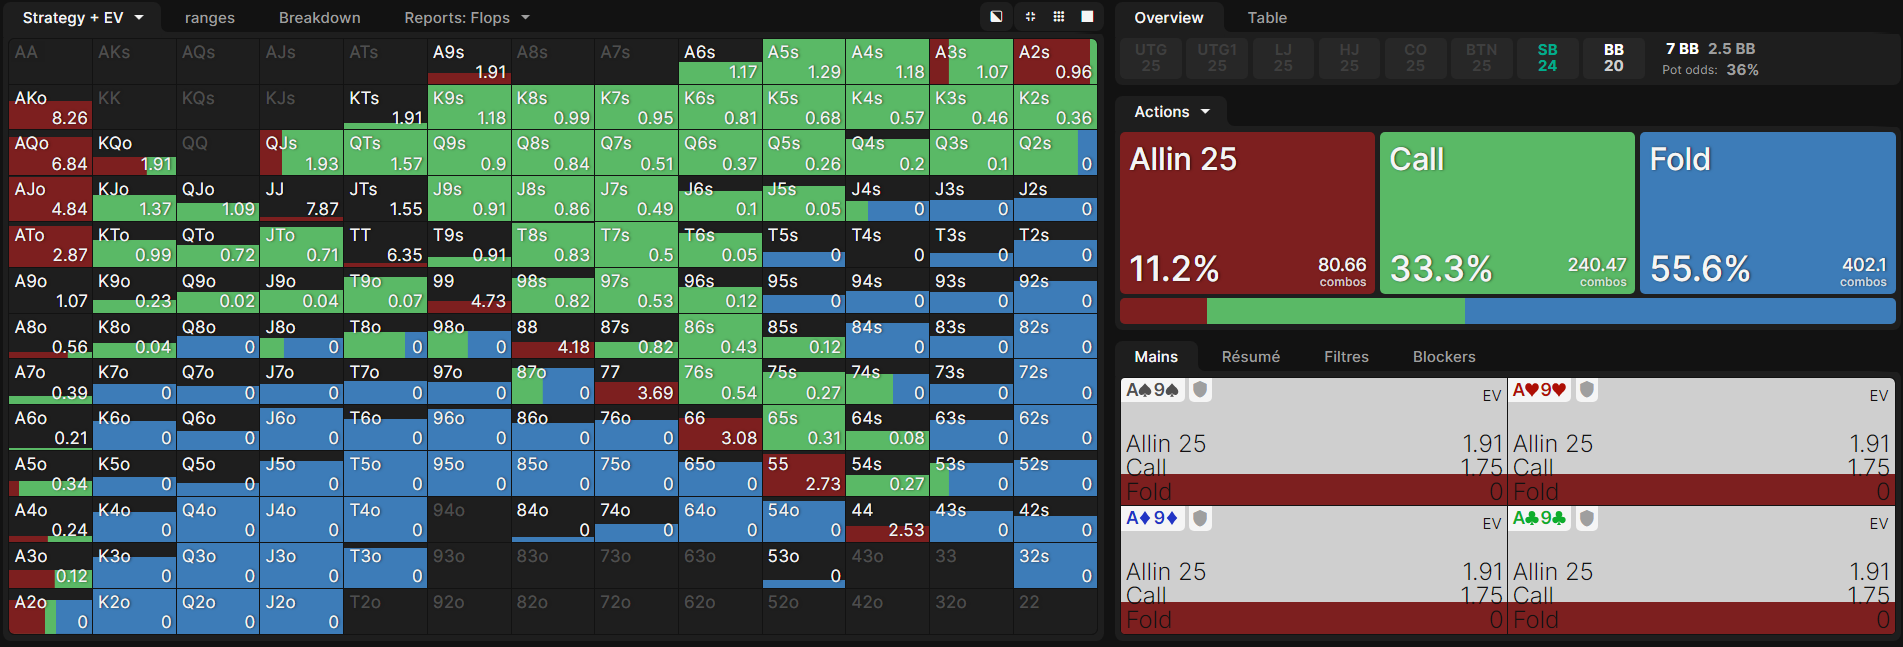 Strategy + EV ranges Breakdown Reports: Flops
AA AKs AQs AJs ATs A9s 1.91 A8s A7s A6s 1.17 A5s 1.29 A4s 1.18 A3s 1.07 A2s 0.96
AKo 8.26 KK KQs KJs KTs 1.91 K9s 1.18 K8s 0.99 K7s 0.95 K6s 0.81 K5s 0.68 K4s 0.57 K3s 0.46 K2s 0.36
AQo 6.84 KQo 1.91 QQ QJs 1.93 QTs 1.57 Q9s 0.9 Q8s 0.84 Q7s 0.51 Q6s 0.37 Q5s 0.26 Q4s 0.2 Q3s 0.1 Q2s 0
AJo 4.84 KJo 1.37 QJo 1.09 JJ 7.87 JTs 1.55 J9s 0.91 J8s 0.86 J7s 0.49 J6s 0.1 J5s 0.05 J4s 0 J3s 0 J2s 0
ATo 2.87 KTo 0.99 QTo 0.72 JTo 0.71 TT 6.35 T9s 0.91 T8s 0.83 T7s 0.5 T6s 0.05 T5s 0 T4s 0 T3s 0 T2s 0
A9o 1.07 K9o 0.23 Q9o 0.02 J9o 0.04 T9o 0.07 99 4.73 98s 0.82 97s 0.53 96s 0.12 95s 0 94s 0 93s 0 92s 0
A8o 0.56 K8o 0.04 Q8o 0 J8o 0 T8o 0 98o 0 88 4.18 87s 0.82 86s 0.43 85s 0.12 84s 0 83s 0 82s 0
A7o 0.39 K7o 0 Q7o 0 J7o 0 T7o 0 97o 0 87o 0 77 3.69 76s 0.54 75s 0.27 74s 0 73s 0 72s 0
A6o 0.21 K6o 0 Q6o 0 J6o 0 T6o 0 96o 0 86o 0 76o 0 66 3.08 65s 0.31 64s 0.08 63s 0 62s 0
A5o 0.34 K5o 0 Q5o 0 J5o 0 T5o 0 95o 0 85o 0 75o 0 65o 0 55 2.73 54s 0.27 53s 0 52s 0
A4o 0.24 K4o 0 Q4o 0 J4o 0 T4o 0 94o 84o 0 74o 0 64o 0 54o 0 44 2.53 43s 0 42s 0
A3o 0.12 K3o 0 Q3o 0 J3o 0 T3o 0 93o 83o 73o 63o 53o 0 43o 33 32s 0
A2o 0 K2o 0 Q2o 0 J2o 0 T2o 92o 82o 72o 62o 52o 42o 32o 22
Overview Table
UTG UTG1 LJ HJ CO BTN SB BB 7 BB 2.5 BB
25 25 25 25 25 25 24 20 Pot odds: 36%
Actions
Allin 25 Call Fold
11.2% 80.66 combos 33.3% 240.47 combos 55.6% 402.1 combos
Mains Résumé Filtres Blockers
A♠9♠ EV A♥9♥ EV
Allin 25 1.91 Allin 25 1.91
Call 1.75 Call 1.75
Fold 0 Fold 0
A♦9♦ EV A♣9♣ EV
Allin 25 1.91 Allin 25 1.91
Call 1.75 Call 1.75
Fold 0 Fold 0